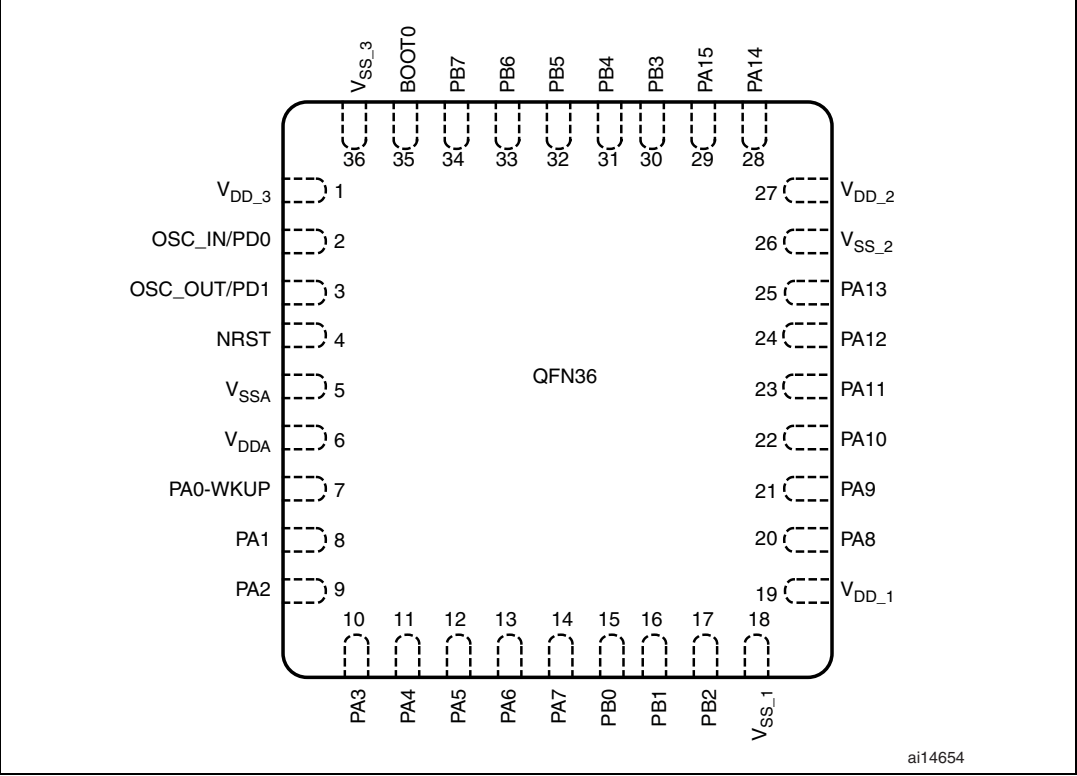 VSS_3
BOOT0
PB7
PB6
PB5
PB4
PB3
PA15
PA14
36 35 34 33 32 31 30 29 28
VDD_3 1
OSC_IN/PD0 2
OSC_OUT/PD1 3
NRST 4
VSSA 5
VDDA 6
PA0-WKUP 7
PA1 8
PA2 9
QFN36
27 VDD_2
26 VSS_2
25 PA13
24 PA12
23 PA11
22 PA10
21 PA9
20 PA8
19 VDD_1
10 11 12 13 14 15 16 17 18
PA3
PA4
PA5
PA6
PA7
PB0
PB1
PB2
VSS_1
ai14654